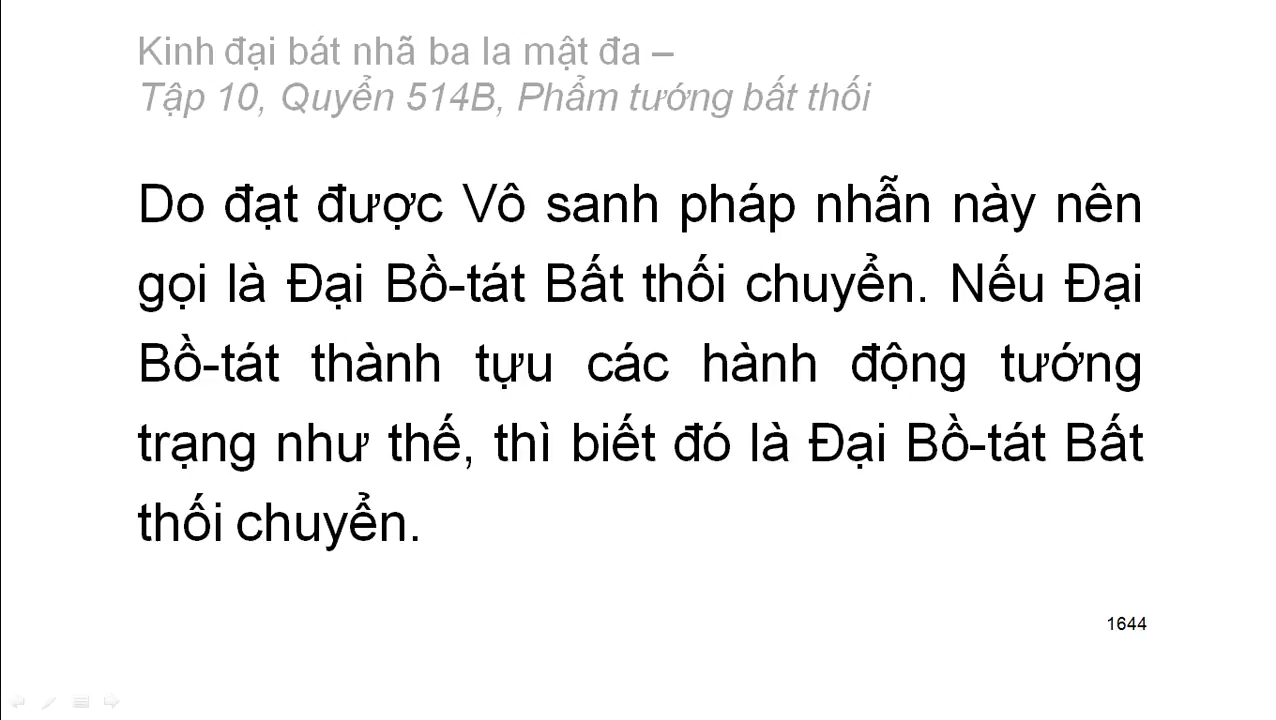 Kinh đại bát nhã ba la mật đa –
Tập 10, Quyển 514B, Phẩm tướng bất thối
Do đạt được Vô sanh pháp nhẫn này nên
gọi là Đại Bồ-tát Bất thối chuyển. Nếu Đại
Bồ-tát thành tựu các hành động tướng
trạng như thế, thì biết đó là Đại Bồ-tát Bất
thối chuyển.
1644